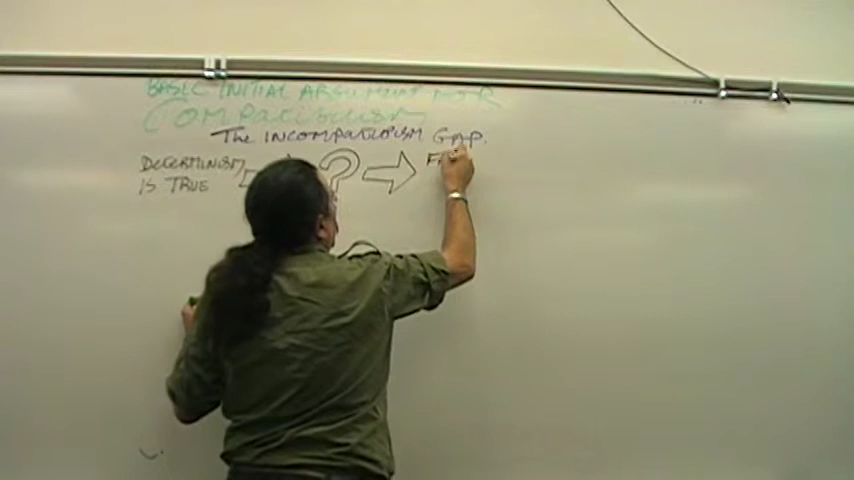 BASIC INITIAL ARGUMENT FOR
COMPATIBILISM
THE INCOMPATIBILISM GAP.
DETERMINISM ? F
IS TRUE